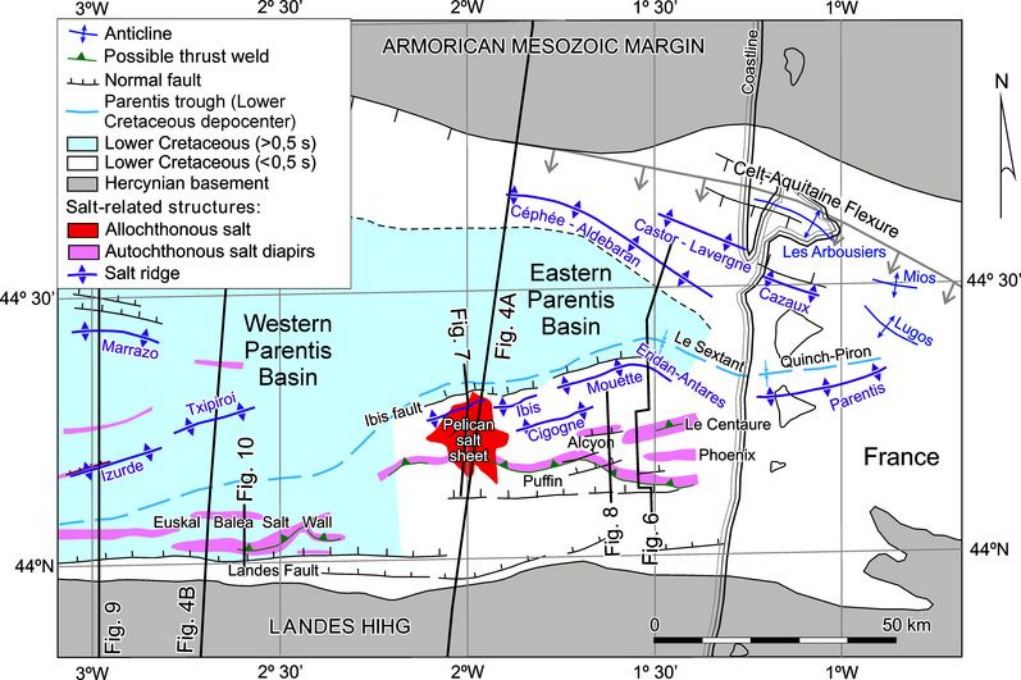 3°W
2° 30'
2°W
1° 30'
1°W
Anticline
Possible thrust weld
Normal fault
Parentis trough (Lower
Cretaceous depocenter)
Lower Cretaceous (>0,5 s)
Lower Cretaceous (<0,5 s)
Hercynian basement
Salt-related structures:
Allochthonous salt
Autochthonous salt diapirs
Salt ridge
ARMORICAN MESOZOIC MARGIN
Coastline
N
Celt-Aquitaine Flexure
Céphée - Aldebaran
Castor - Lavergne
Les Arbousiers
Mios
Cazaux
Lugos
44° 30'
44° 30'
Eastern
Parentis
Basin
Western
Parentis
Basin
Fig. 7
Fig. 4A
Marrazo
Le Sextant
Quinch-Piron
Eridan-Antares
Mouette
Parentis
Txipiroi
Ibis fault
Ibis
Cigogne
Pelican
salt
sheet
Alcyon
Le Centaure
Phoenix
France
Izurde
Fig. 10
Puffin
Euskal Balea Salt Wall
Fig. 8
Fig. 6
44°N
44°N
Landes Fault
Fig. 9
Fig. 4B
LANDES HIHG
0
50 km
3°W
2° 30'
2°W
1° 30'
1°W